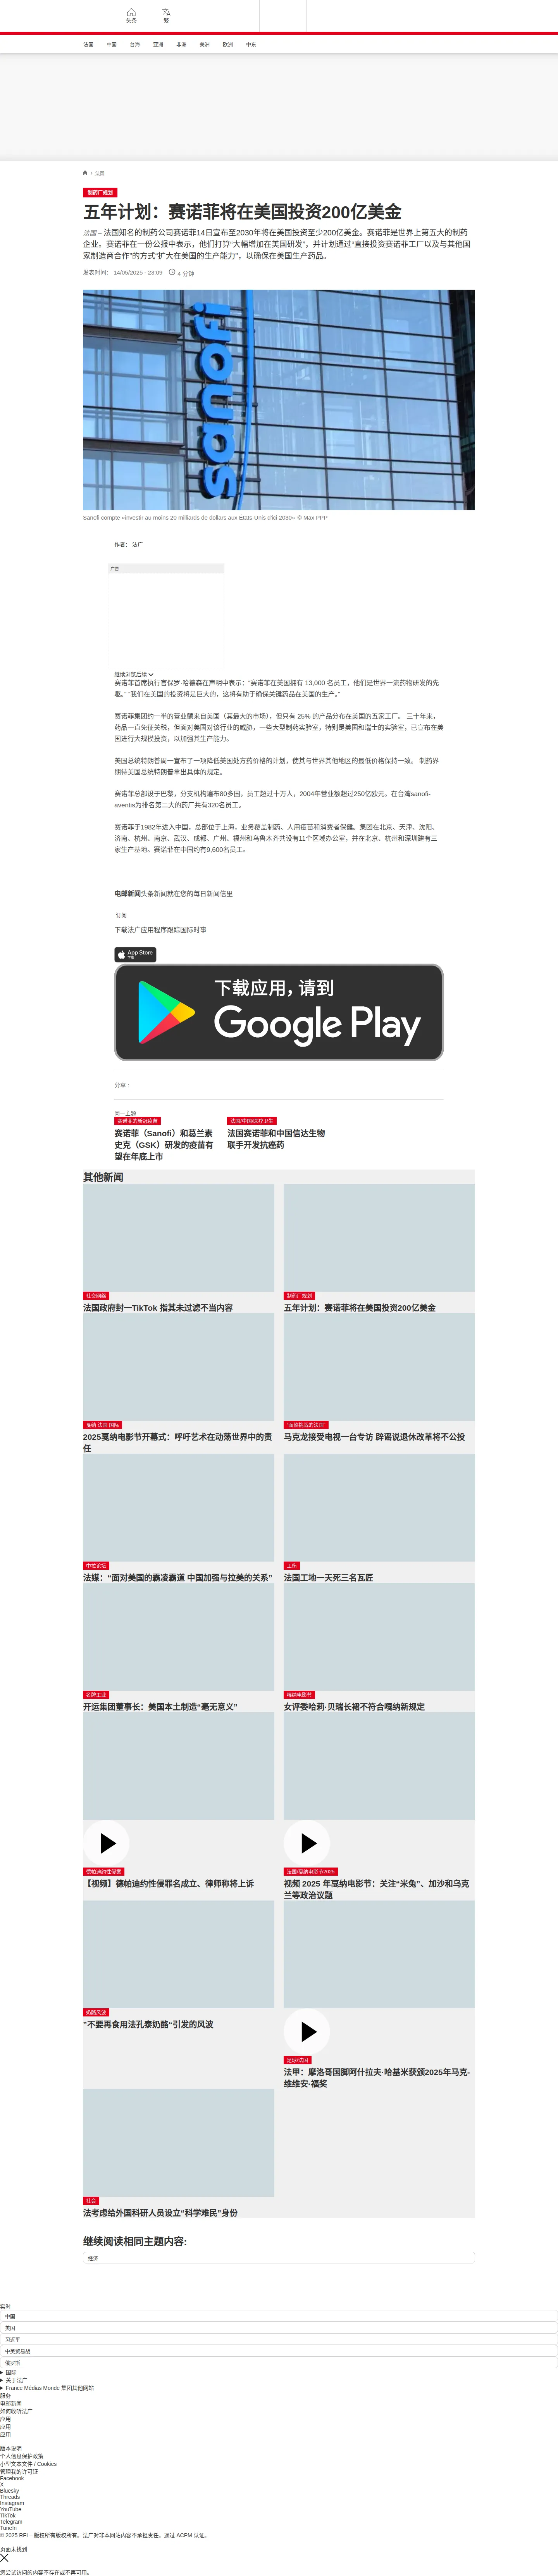 头条
繁
法国
中国
台海
亚洲
非洲
美洲
欧洲
中东
/ 法国
制药厂规划
五年计划：赛诺菲将在美国投资200亿美金
法国 – 法国知名的制药公司赛诺菲14日宣布至2030年将在美国投资至少200亿美金。赛诺菲是世界上第五大的制药
企业。赛诺菲在一份公报中表示，他们打算“大幅增加在美国研发”，并计划通过“直接投资赛诺菲工厂以及与其他国
家制造商合作”的方式“扩大在美国的生产能力”，以确保在美国生产药品。
发表时间： 14/05/2025 - 23:09 4 分钟
sanofi
Sanofi compte «investir au moins 20 milliards de dollars aux États-Unis d'ici 2030» © Max PPP
作者： 法广
广告
继续浏览后续
赛诺菲首席执行官保罗·哈德森在声明中表示：“赛诺菲在美国拥有 13,000 名员工，他们是世界一流药物研发的先
驱。” “我们在美国的投资将是巨大的，这将有助于确保关键药品在美国的生产。”
赛诺菲集团约一半的营业额来自美国（其最大的市场），但只有 25% 的产品分布在美国的五家工厂。 三十年来，
药品一直免征关税，但面对美国对该行业的威胁，一些大型制药实验室，特别是美国和瑞士的实验室，已宣布在美
国进行大规模投资，以加强其生产能力。
美国总统特朗普周一宣布了一项降低美国处方药价格的计划，使其与世界其他地区的最低价格保持一致。 制药界
期待美国总统特朗普拿出具体的规定。
赛诺菲总部设于巴黎，分支机构遍布80多国，员工超过十万人，2004年营业额超过250亿欧元。在台湾sanofi-
aventis为排名第二大的药厂共有320名员工。
赛诺菲于1982年进入中国，总部位于上海，业务覆盖制药、人用疫苗和消费者保健。集团在北京、天津、沈阳、
济南、杭州、南京、武汉、成都、广州、福州和乌鲁木齐共设有11个区域办公室，并在北京、杭州和深圳建有三
家生产基地。赛诺菲在中国约有9,600名员工。
电邮新闻头条新闻就在您的每日新闻信里
订阅
下载法广应用程序跟踪国际时事
App Store
下载
下载应用，请到
Google Play
分享 :
同一主题
赛诺菲的新冠疫苗
赛诺菲（Sanofi）和葛兰素
史克（GSK）研发的疫苗有
望在年底上市
法国/中国/医疗卫生
法国赛诺菲和中国信达生物
联手开发抗癌药
其他新闻
社交网络
法国政府封一TikTok 指其未过滤不当内容
制药厂规划
五年计划：赛诺菲将在美国投资200亿美金
戛纳 法国 国际
2025戛纳电影节开幕式：呼吁艺术在动荡世界中的责
任
“面临挑战的法国”
马克龙接受电视一台专访 辟谣说退休改革将不公投
中拉论坛
法媒：“面对美国的霸凌霸道 中国加强与拉美的关系”
工伤
法国工地一天死三名瓦匠
名牌工业
开运集团董事长：美国本土制造“毫无意义”
嘎纳电影节
女评委哈莉·贝瑞长裙不符合嘎纳新规定
德帕迪约性侵案
【视频】德帕迪约性侵罪名成立、律师称将上诉
法国/戛纳电影节2025
视频 2025 年戛纳电影节：关注“米兔”、加沙和乌克
兰等政治议题
奶酪风波
“不要再食用法孔泰奶酪”引发的风波
足球/法国
法甲：摩洛哥国脚阿什拉夫·哈基米获颁2025年马克-
维维安·福奖
社会
法考虑给外国科研人员设立“科学难民”身份
继续阅读相同主题内容:
经济
实时
中国
美国
习近平
中美贸易战
俄罗斯
国际
关于法广
France Médias Monde 集团其他网站
服务
电邮新闻
如何收听法广
应用
应用
应用
版本说明
个人信息保护政策
小型文本文件 / Cookies
管理我的许可证
Facebook
X
Bluesky
Threads
Instagram
YouTube
TikTok
Telegram
TuneIn
© 2025 RFI – 版权所有版权所有。法广对非本网站内容不承担责任。通过 ACPM 认证。
页面未找到
您尝试访问的内容不存在或不再可用。